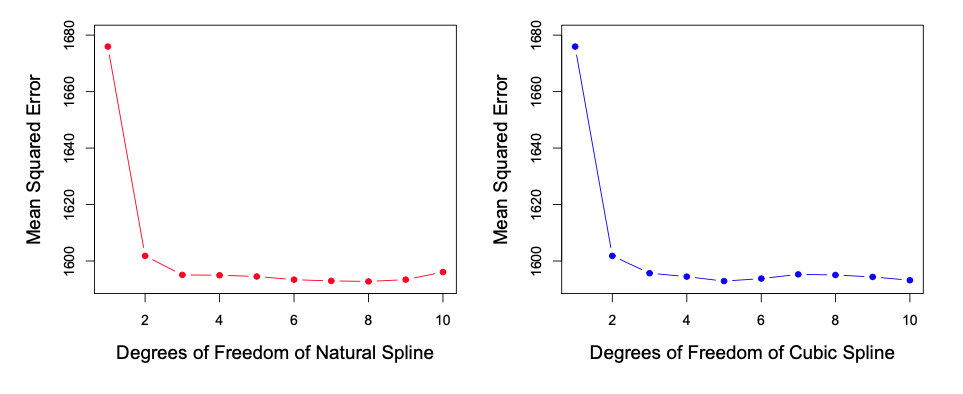 Mean Squared Error
1680
1660
1640
1620
1600
2 4 6 8 10
Degrees of Freedom of Natural Spline
Mean Squared Error
1680
1660
1640
1620
1600
2 4 6 8 10
Degrees of Freedom of Cubic Spline